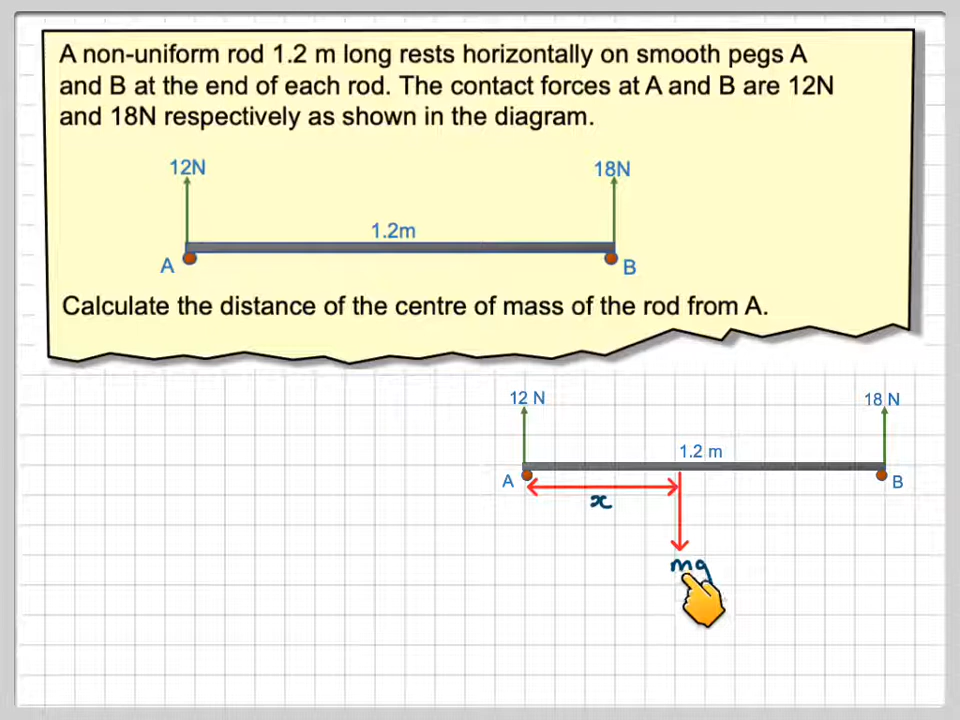 A non-uniform rod 1.2 m long rests horizontally on smooth pegs A
and B at the end of each rod. The contact forces at A and B are 12N
and 18N respectively as shown in the diagram.
12N 18N
1.2m
A B
Calculate the distance of the centre of mass of the rod from A.
12 N 18 N
1.2 m
A B
x
mg